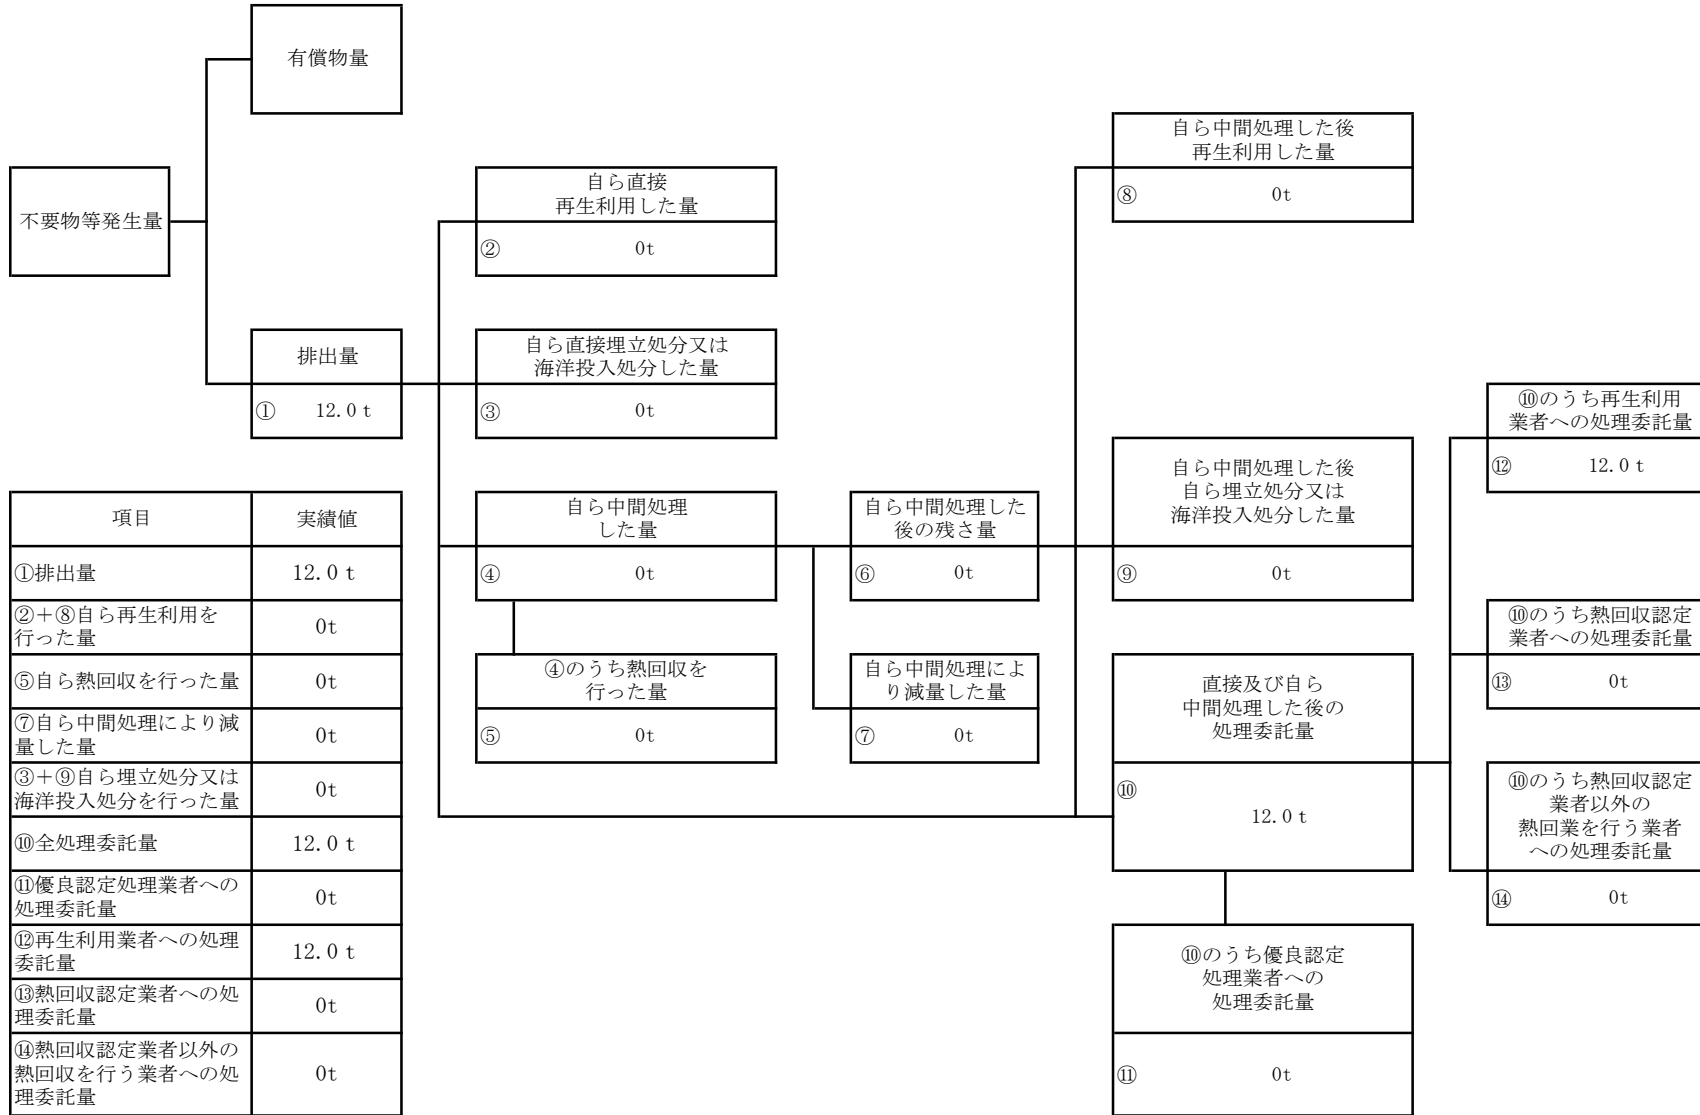 有償物量
不要物等発生量
排出量
① 12.0 t
自ら直接
再生利用した量
② 0t
自ら直接埋立処分又は
海洋投入処分した量
③ 0t
自ら中間処理
した量
④ 0t
④のうち熱回収を
行った量
⑤ 0t
自ら中間処理した
後の残さ量
⑥ 0t
自ら中間処理によ
り減量した量
⑦ 0t
自ら中間処理した後
再生利用した量
⑧ 0t
自ら中間処理した後
自ら埋立処分又は
海洋投入処分した量
⑨ 0t
直接及び自ら
中間処理した後の
処理委託量
⑩
12.0 t
⑩のうち優良認定
処理業者への
処理委託量
⑪ 0t
⑩のうち再生利用
業者への処理委託量
⑫ 12.0 t
⑩のうち熱回収認定
業者への処理委託量
⑬ 0t
⑩のうち熱回収認定
業者以外の
熱回業を行う業者
への処理委託量
⑭ 0t
項目 実績値
①排出量 12.0 t
②＋⑧自ら再生利用を
行った量 0t
⑤自ら熱回収を行った量 0t
⑦自ら中間処理により減
量した量 0t
③＋⑨自ら埋立処分又は
海洋投入処分を行った量 0t
⑩全処理委託量 12.0 t
⑪優良認定処理業者への
処理委託量 0t
⑫再生利用業者への処理
委託量 12.0 t
⑬熱回収認定業者への処
理委託量 0t
⑭熱回収認定業者以外の
熱回収を行う業者への処
理委託量 0t